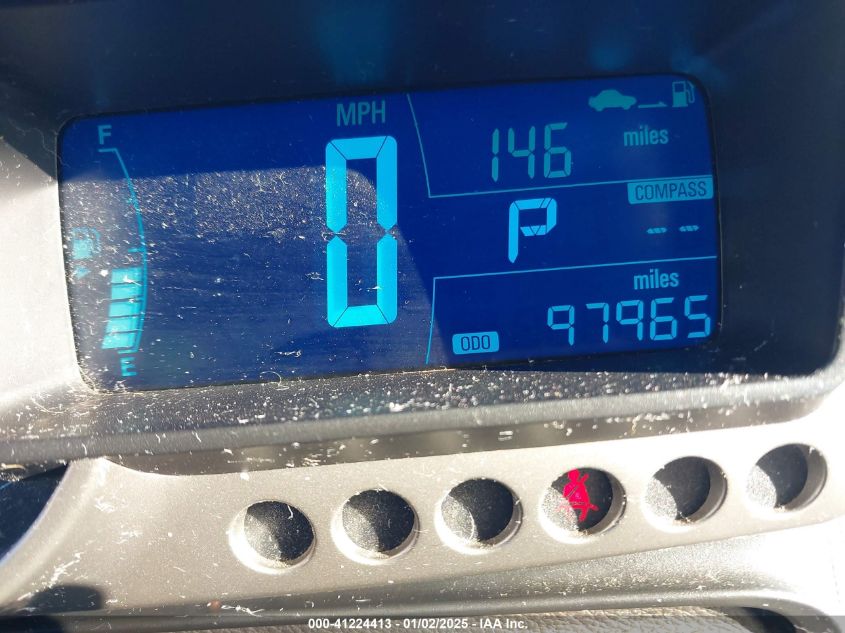 F
MPH
0
146
miles
COMPASS
P
--
miles
ODO
97965
E
000-41224413 - 01/02/2025 - IAA Inc.